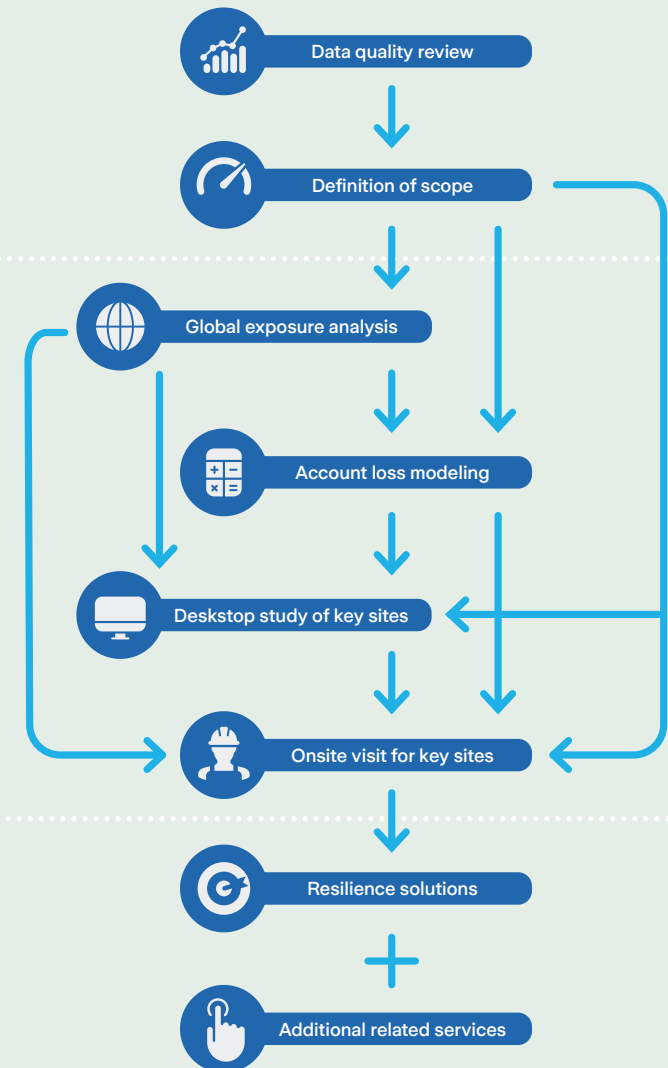 Data quality review
Definition of scope
Global exposure analysis
Account loss modeling
Deskstop study of key sites
Onsite visit for key sites
Resilience solutions
Additional related services